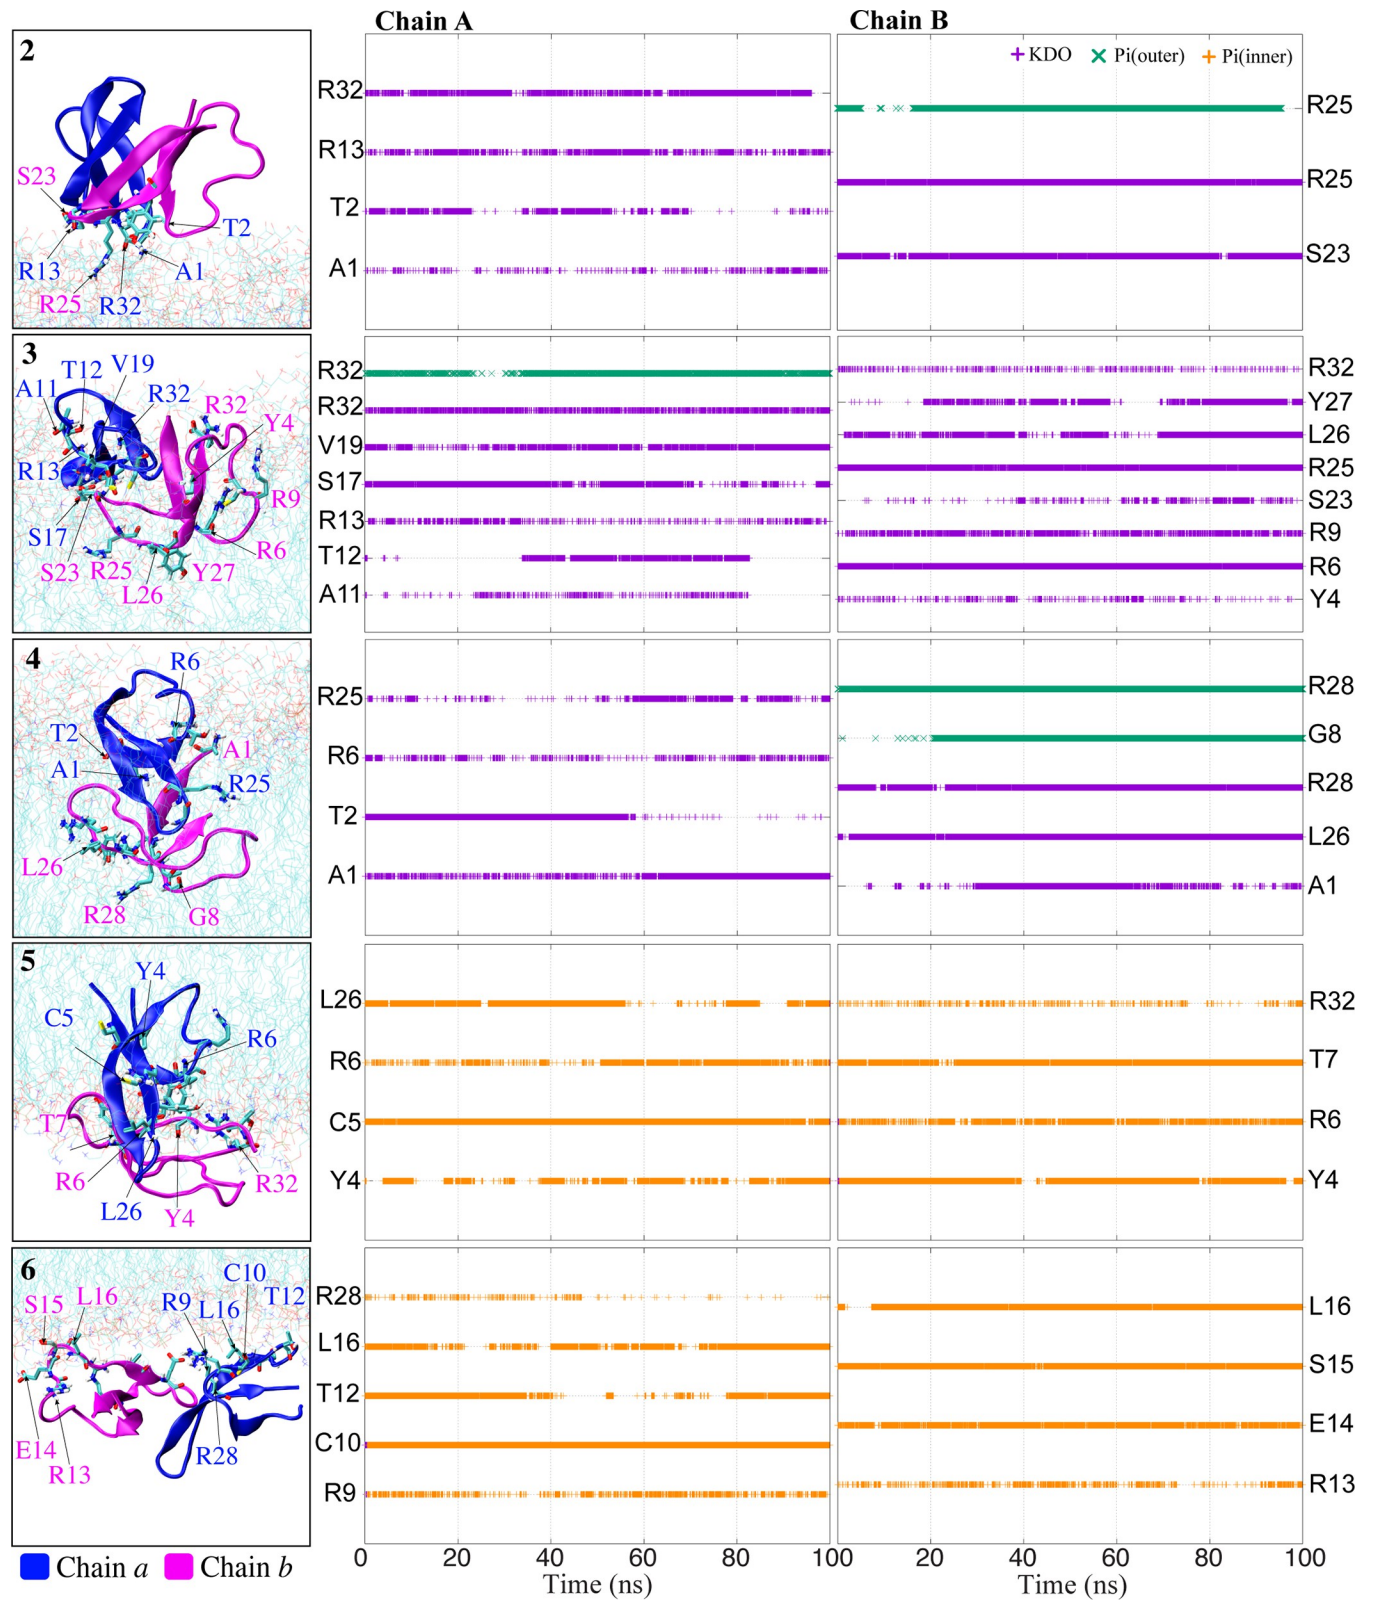 Chain A
Chain B
2
S23
R13
R25
R32
A1
T2
R32
R13
T2
A1
KDO
Pi(outer)
Pi(inner)
R25
R25
S23
3
A11
T12
V19
R32
R32
Y4
R13
R9
S17
R6
S23
R25
Y27
L26
R32
R32
V19
S17
R13
T12
A11
R32
Y27
L26
R25
S23
R9
R6
Y4
4
R6
T2
A1
A1
R25
L26
R28
G8
R25
R6
T2
A1
R28
G8
R28
L26
A1
5
Y4
C5
R6
T7
R6
R32
L26
Y4
L26
R6
C5
Y4
R32
T7
R6
Y4
6
C10
S15
L16
R9
L16
T12
E14
R13
R28
R28
L16
T12
C10
R9
L16
S15
E14
R13
0 20 40 60 80 100
0 20 40 60 80 100
Time (ns)
Time (ns)
Chain a
Chain b